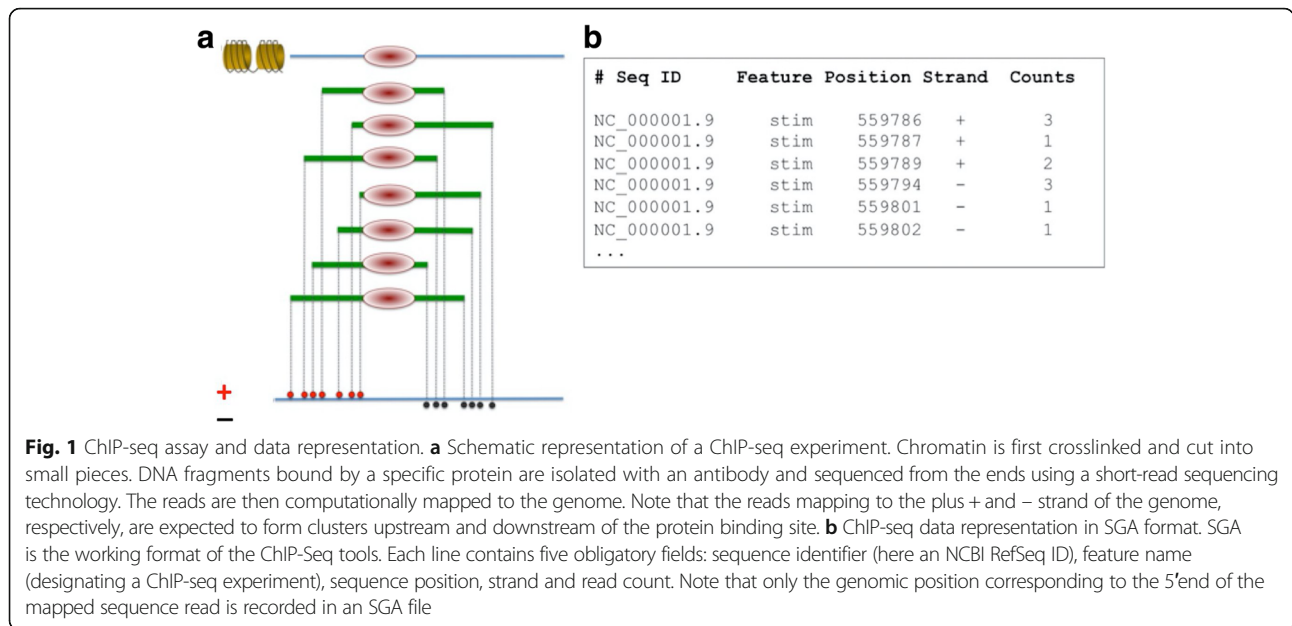 a
b
# Seq ID Feature Position Strand Counts
NC_000001.9 stim 559786 + 3
NC_000001.9 stim 559787 + 1
NC_000001.9 stim 559789 + 2
NC_000001.9 stim 559794 - 3
NC_000001.9 stim 559801 - 1
NC_000001.9 stim 559802 - 1
...
+
–
Fig. 1 ChIP-seq assay and data representation. a Schematic representation of a ChIP-seq experiment. Chromatin is first crosslinked and cut into
small pieces. DNA fragments bound by a specific protein are isolated with an antibody and sequenced from the ends using a short-read sequencing
technology. The reads are then computationally mapped to the genome. Note that the reads mapping to the plus + and – strand of the genome,
respectively, are expected to form clusters upstream and downstream of the protein binding site. b ChIP-seq data representation in SGA format. SGA
is the working format of the ChIP-Seq tools. Each line contains five obligatory fields: sequence identifier (here an NCBI RefSeq ID), feature name
(designating a ChIP-seq experiment), sequence position, strand and read count. Note that only the genomic position corresponding to the 5′end of the
mapped sequence read is recorded in an SGA file